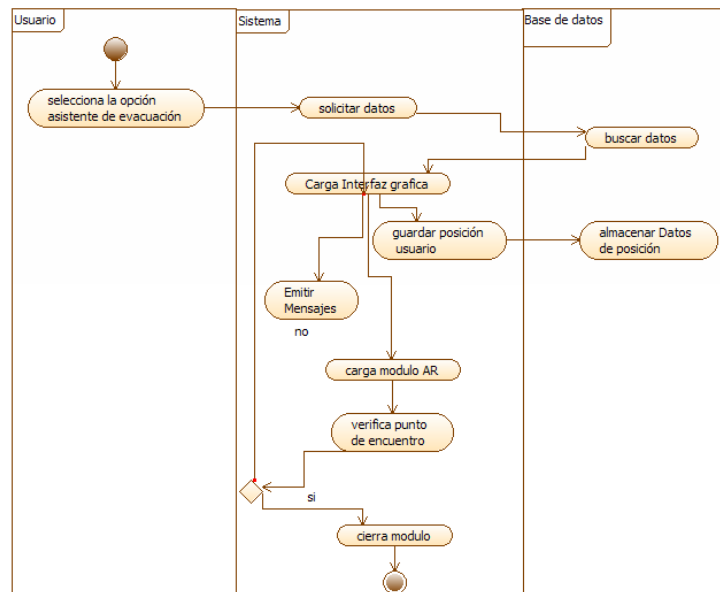 Usuario
Sistema
Base de datos
selecciona la opción
asistente de evacuación
solicitar datos
buscar datos
Carga Interfaz grafica
guardar posición
usuario
almacenar Datos
de posición
Emitir
Mensajes
no
carga modulo AR
verifica punto
de encuentro
si
cierra modulo